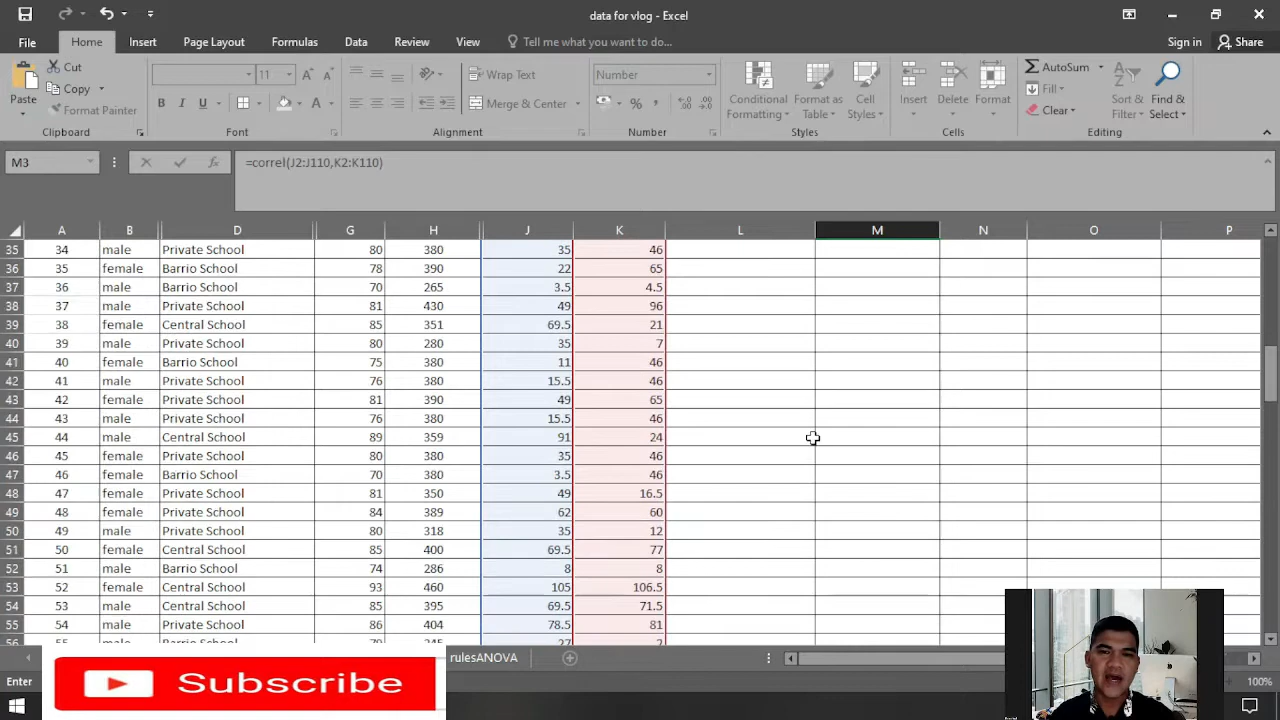 data for vlog - Excel
File Home Insert Page Layout Formulas Data Review View Tell me what you want to do... Sign in Share
Paste Cut Copy Format Painter
11
Wrap Text
Merge & Center
Number
Conditional Formatting
Format as Table
Cell Styles
Insert Delete Format
AutoSum Fill Clear
Sort & Filter
Find & Select
Clipboard Font Alignment Number Styles Cells Editing
M3 fx =correl(J2:J110,K2:K110)
A B D G H J K L M N O P
35 34 male Private School 80 380 35 46
36 35 female Barrio School 78 390 22 65
37 36 male Barrio School 70 265 3.5 4.5
38 37 male Private School 81 430 49 96
39 38 female Central School 85 351 69.5 21
40 39 male Private School 80 280 35 7
41 40 female Barrio School 75 380 11 46
42 41 male Private School 76 380 15.5 46
43 42 female Private School 81 390 49 65
44 43 male Private School 76 380 15.5 46
45 44 male Central School 89 359 91 24
46 45 female Private School 80 380 35 46
47 46 female Barrio School 70 380 3.5 46
48 47 female Private School 81 350 49 16.5
49 48 female Private School 84 389 62 60
50 49 male Private School 80 318 35 12
51 50 female Central School 85 400 69.5 77
52 51 male Barrio School 74 286 8 8
53 52 female Central School 93 460 105 106.5
54 53 male Central School 85 395 69.5 71.5
55 54 male Private School 86 404 78.5 81
rulesANOVA
Enter 100%
Subscribe